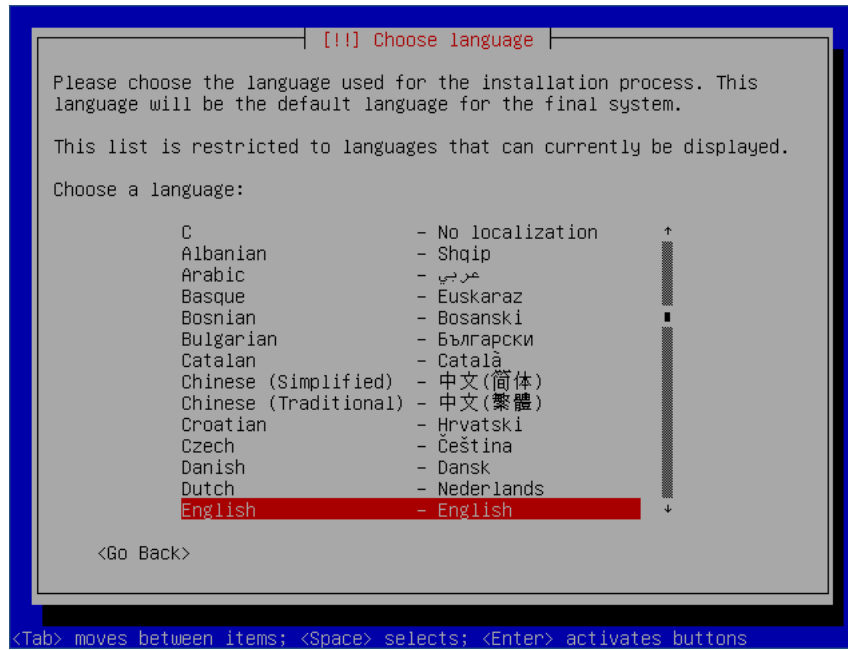 [!!] Choose language
Please choose the language used for the installation process. This
language will be the default language for the final system.
This list is restricted to languages that can currently be displayed.
Choose a language:
C - No localization
Albanian - Shqip
Arabic - عربي
Basque - Euskaraz
Bosnian - Bosanski
Bulgarian - Български
Catalan - Català
Chinese (Simplified) - 中文(简体)
Chinese (Traditional) - 中文(繁體)
Croatian - Hrvatski
Czech - Čeština
Danish - Dansk
Dutch - Nederlands
English - English
<Go Back>
<Tab> moves between items; <Space> selects; <Enter> activates buttons